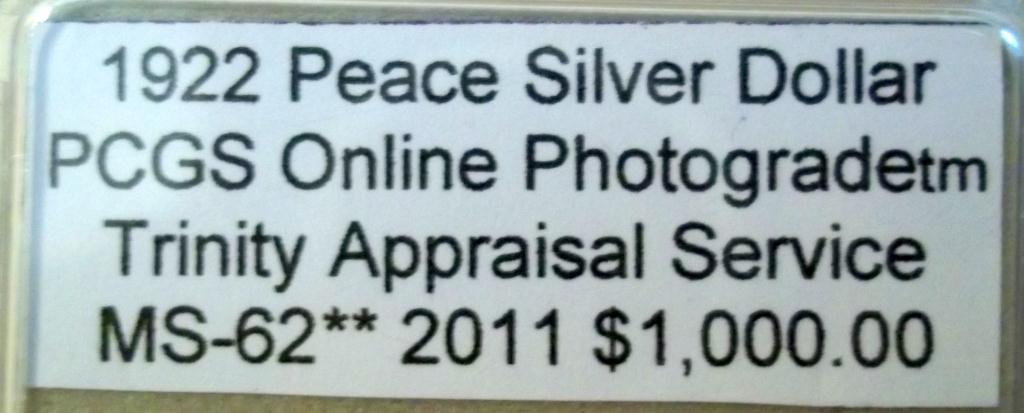 1922 Peace Silver Dollar
PCGS Online Photogradetm
Trinity Appraisal Service
MS-62** 2011 $1,000.00